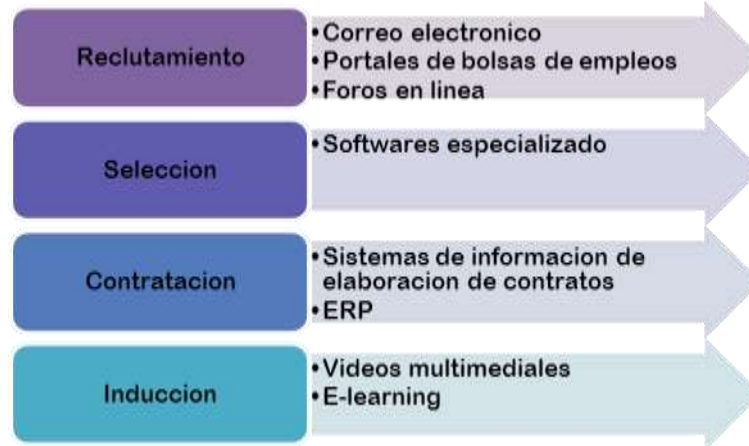 Reclutamiento
•Correo electronico
•Portales de bolsas de empleos
•Foros en linea
Seleccion
•Softwares especializado
Contratacion
•Sistemas de informacion de
elaboracion de contratos
•ERP
Induccion
•Videos multimediales
•E-learning